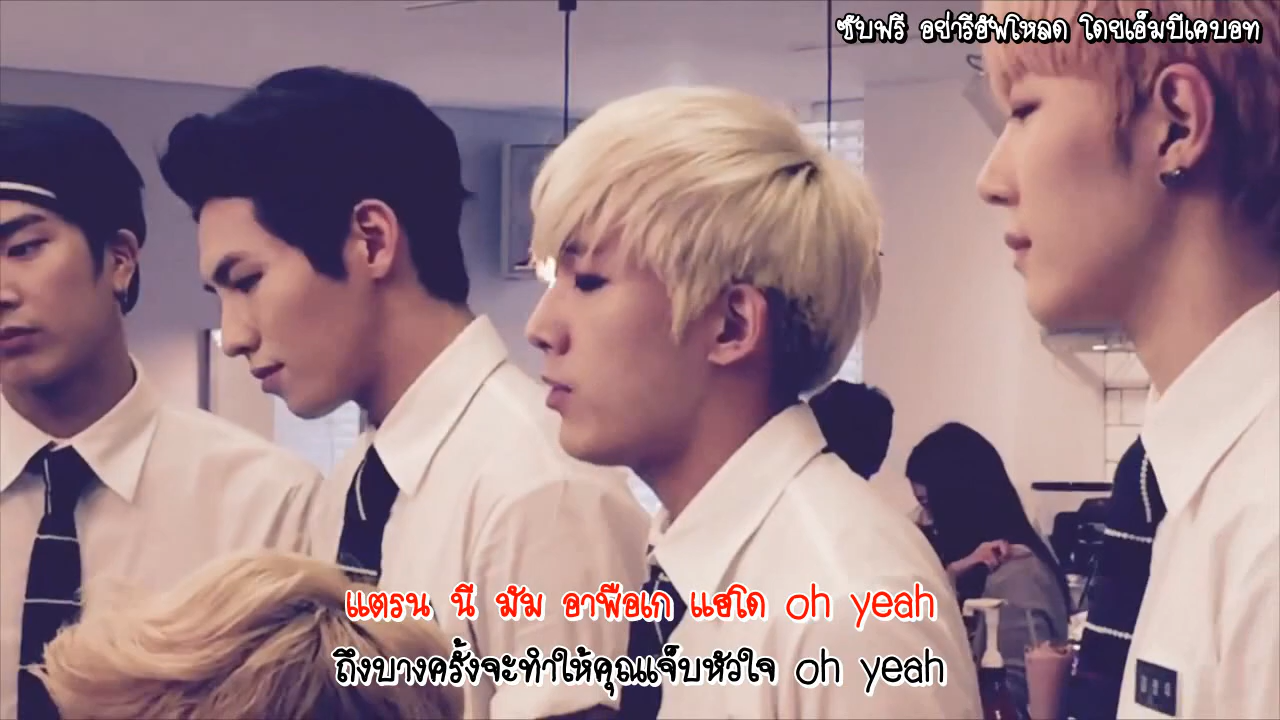 ซับฟรี อย่ารีอัพโหลด โดยเอ็มบีเคบอท
แตรน นี มัม อาพือเก แฮโด oh yeah
ถึงบางครั้งจะทำให้คุณเจ็บหัวใจ oh yeah